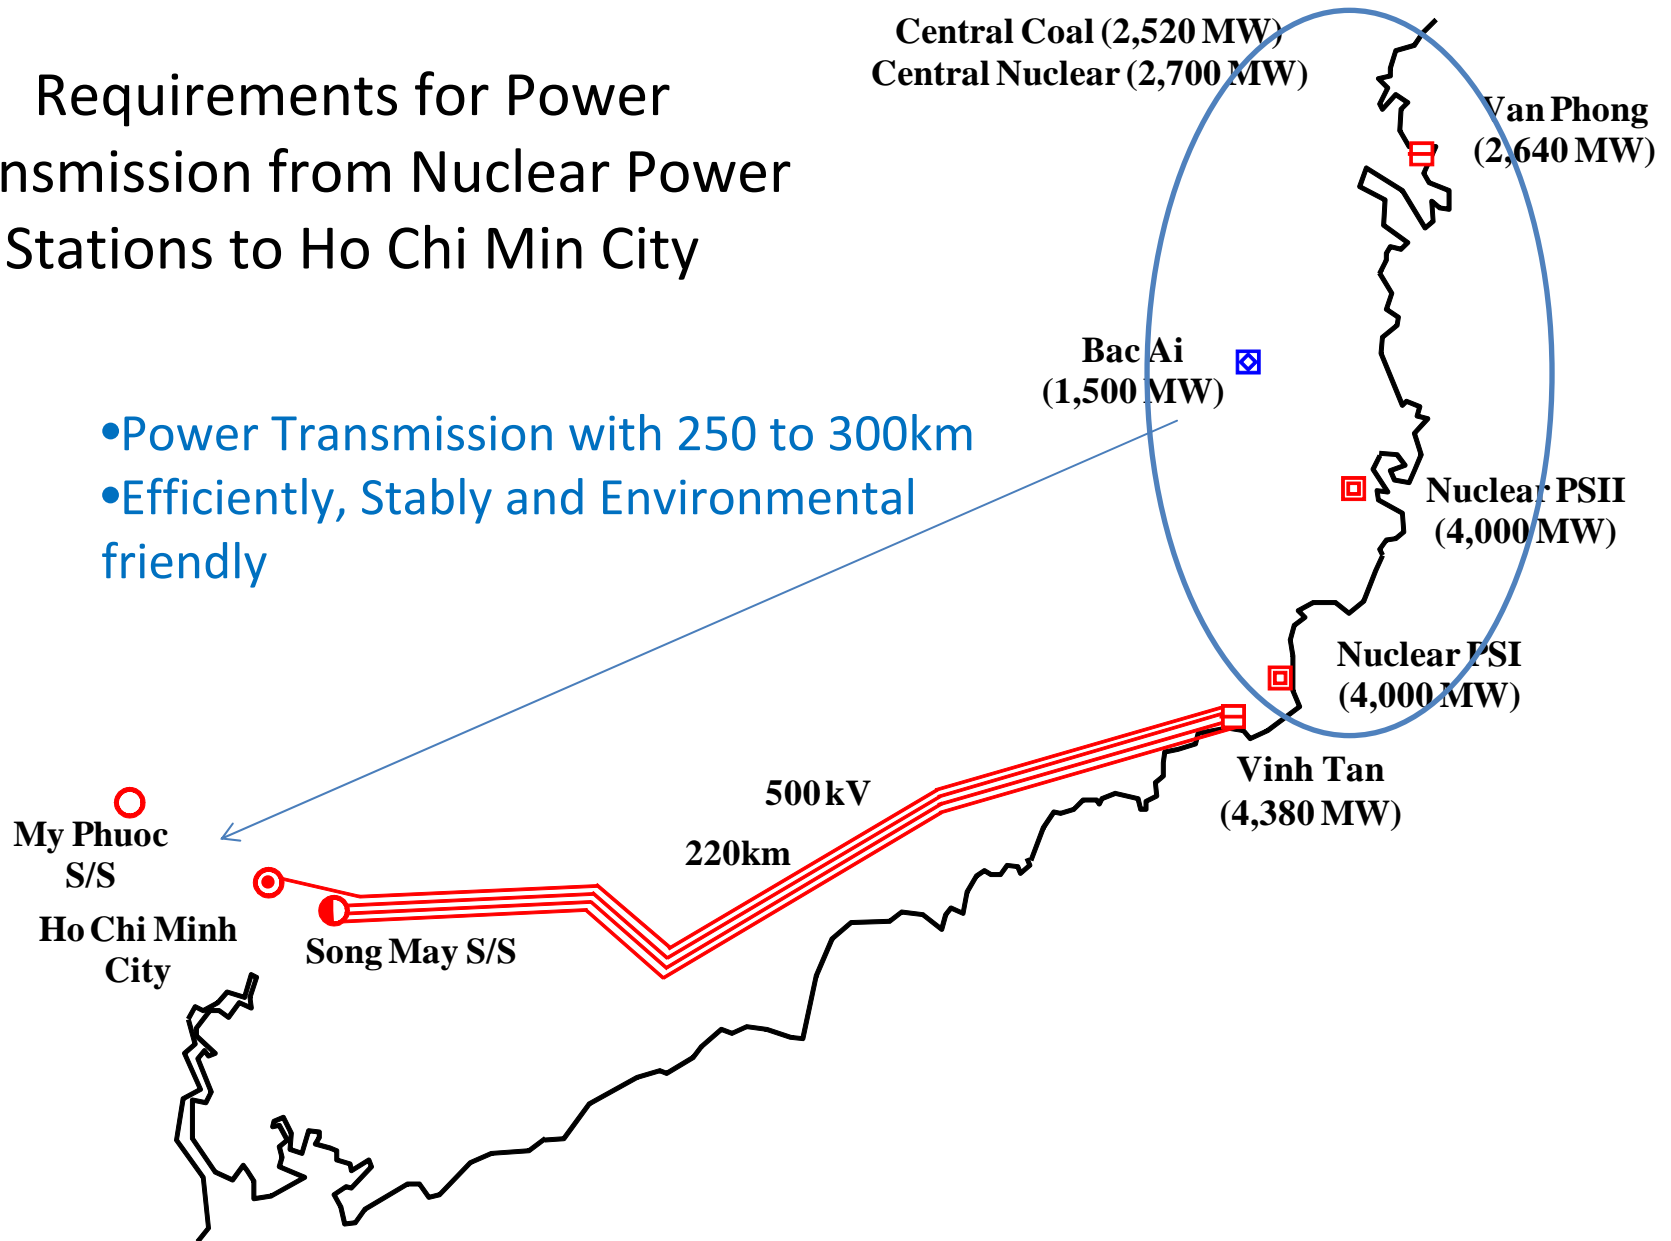 Central Coal (2,520 MW)
Central Nuclear (2,700 MW)
Requirements for Power
nsmission from Nuclear Power
Stations to Ho Chi Min City
Van Phong
(2,640 MW)
Bac Ai
(1,500 MW)
•Power Transmission with 250 to 300km
•Efficiently, Stably and Environmental
friendly
Nuclear PSII
(4,000 MW)
Nuclear PSI
(4,000 MW)
Vinh Tan
(4,380 MW)
500 kV
220km
My Phuoc
S/S
Ho Chi Minh
City
Song May S/S